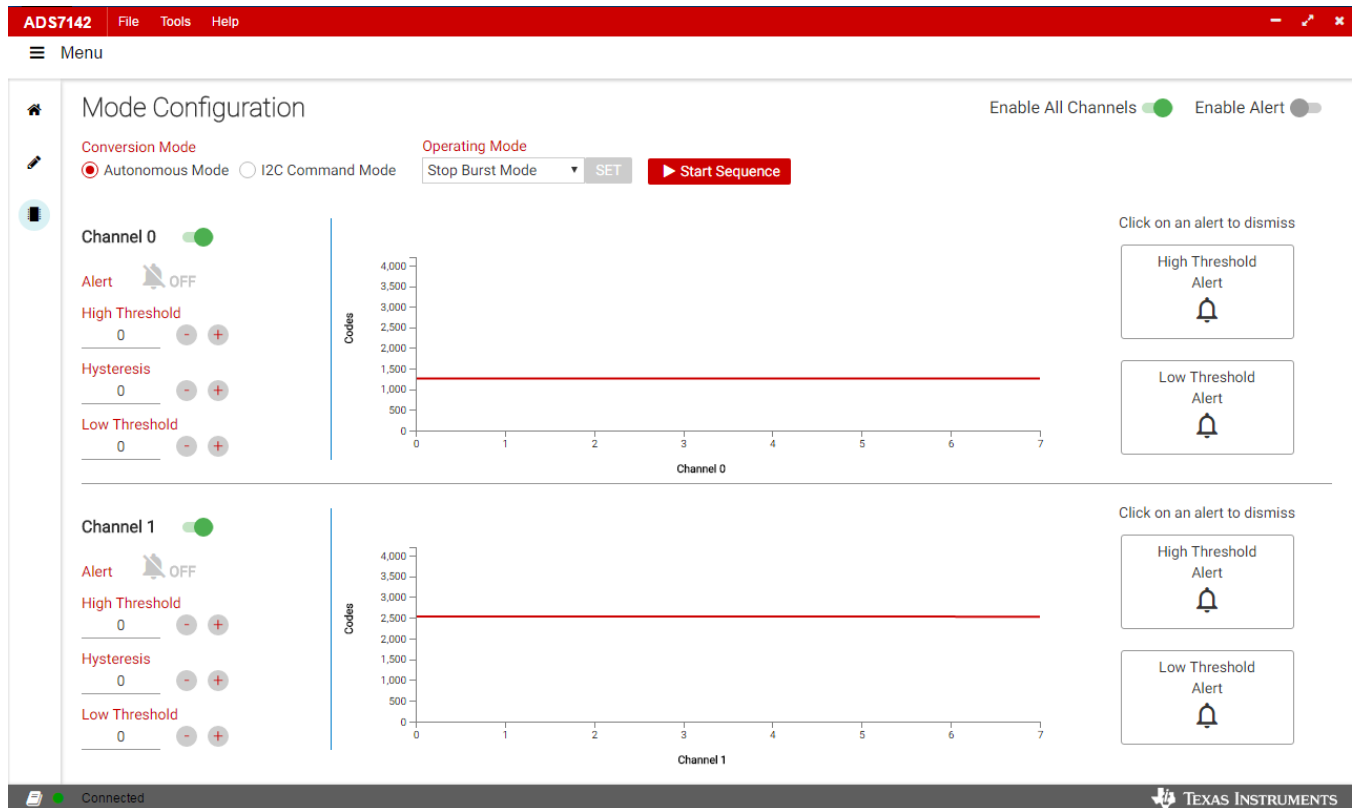 ADS7142 File Tools Help
Menu
Mode Configuration
Enable All Channels Enable Alert
Conversion Mode
Autonomous Mode I2C Command Mode
Operating Mode
Stop Burst Mode SET Start Sequence
Channel 0
Alert OFF
High Threshold
0 - +
Hysteresis
0 - +
Low Threshold
0 - +
Codes
4,000
3,500
3,000
2,500
2,000
1,500
1,000
500
0
0 1 2 3 4 5 6 7
Channel 0
Click on an alert to dismiss
High Threshold
Alert
Low Threshold
Alert
Channel 1
Alert OFF
High Threshold
0 - +
Hysteresis
0 - +
Low Threshold
0 - +
Codes
4,000
3,500
3,000
2,500
2,000
1,500
1,000
500
0
0 1 2 3 4 5 6 7
Channel 1
Click on an alert to dismiss
High Threshold
Alert
Low Threshold
Alert
Connected
TEXAS INSTRUMENTS